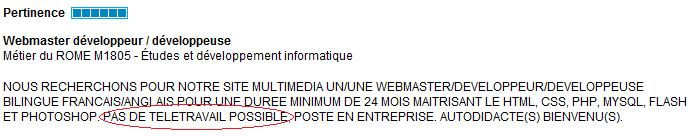 Pertinence
Webmaster développeur / développeuse
Métier du ROME M1805 - Études et développement informatique
NOUS RECHERCHONS POUR NOTRE SITE MULTIMEDIA UN/UNE WEBMASTER/DEVELOPPEUR/DEVELOPPEUSE
BILINGUE FRANCAIS/ANGLAIS POUR UNE DUREE MINIMUM DE 24 MOIS MAITRISANT LE HTML, CSS, PHP, MYSQL, FLASH
ET PHOTOSHOP. PAS DE TELETRAVAIL POSSIBLE. POSTE EN ENTREPRISE. AUTODIDACTE(S) BIENVENU(S).